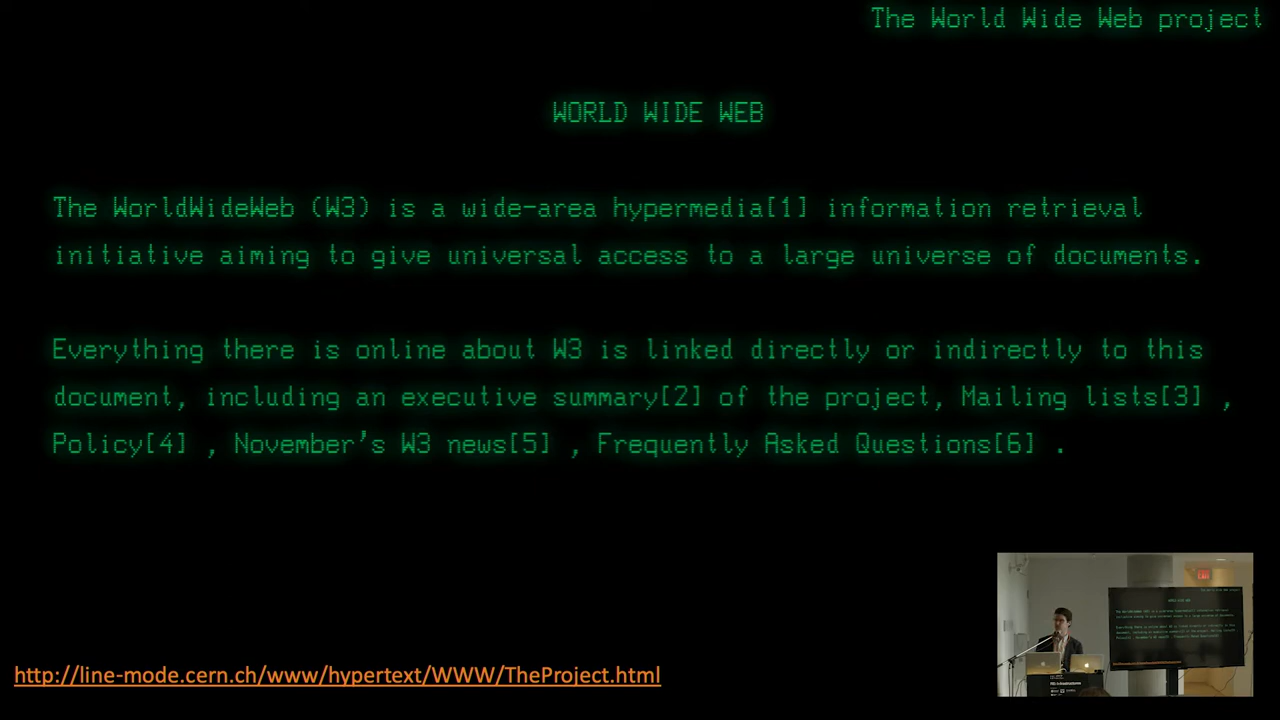 The World Wide Web project
WORLD WIDE WEB
The WorldWideWeb (W3) is a wide-area hypermedia[1] information retrieval
initiative aiming to give universal access to a large universe of documents.
Everything there is online about W3 is linked directly or indirectly to this
document, including an executive summary[2] of the project, Mailing lists[3] ,
Policy[4] , November's W3 news[5] , Frequently Asked Questions[6] .
http://line-mode.cern.ch/www/hypertext/WWW/TheProject.html
EXIT